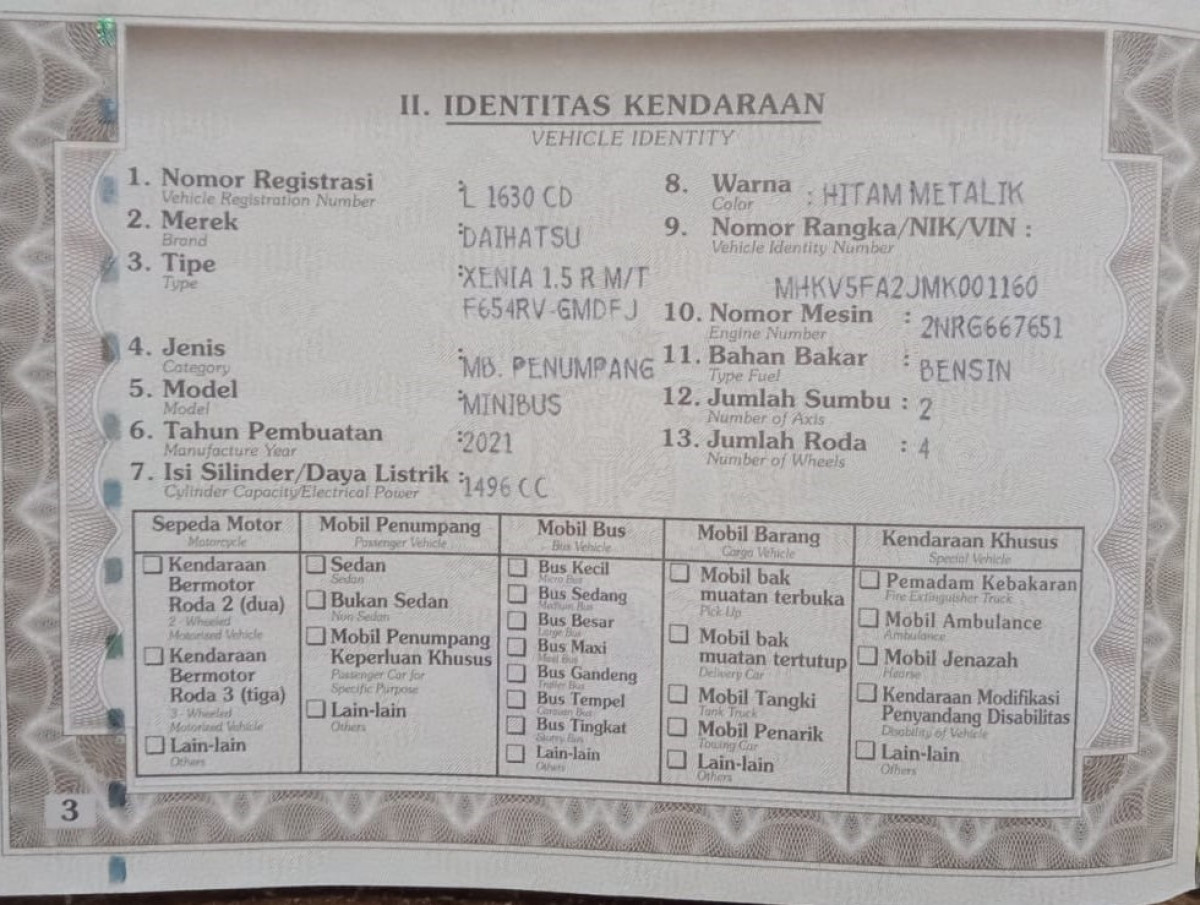 II. IDENTITAS KENDARAAN
VEHICLE IDENTITY
1. Nomor Registrasi : L 1630 CD
Vehicle Registration Number
2. Merek : DAIHATSU
Brand
3. Tipe : XENIA 1.5 R M/T
Type
F654RV-GMDFJ
4. Jenis : MB. PENUMPANG
Category
5. Model : MINIBUS
Model
6. Tahun Pembuatan : 2021
Manufacture Year
7. Isi Silinder/Daya Listrik : 1496 CC
Cylinder Capacity/Electrical Power
8. Warna : HITAM METALIK
Color
9. Nomor Rangka/NIK/VIN :
Vehicle Identity Number
MHKV5FA2JMK001160
10. Nomor Mesin : 2NRG667651
Engine Number
11. Bahan Bakar : BENSIN
Type Fuel
12. Jumlah Sumbu : 2
Number of Axis
13. Jumlah Roda : 4
Number of Wheels
Sepeda Motor
Motorcycle
Kendaraan
Bermotor
Roda 2 (dua)
2 - Wheeled
Motorized Vehicle
Kendaraan
Bermotor
Roda 3 (tiga)
3 - Wheeled
Motorized Vehicle
Lain-lain
Others
Mobil Penumpang
Passenger Vehicle
Sedan
Sedan
Bukan Sedan
Non Sedan
Mobil Penumpang
Keperluan Khusus
Passenger Car for
Specific Purpose
Lain-lain
Others
Mobil Bus
Bus Vehicle
Bus Kecil
Micro Bus
Bus Sedang
Medium Bus
Bus Besar
Large Bus
Bus Maxi
Maxi Bus
Bus Gandeng
Bus Tempel
Bus Tingkat
Lain-lain
Others
Mobil Barang
Cargo Vehicle
Mobil bak
muatan terbuka
Pick Up
Mobil bak
muatan tertutup
Delivery Car
Mobil Tangki
Tank Truck
Mobil Penarik
Towing Car
Lain-lain
Others
Kendaraan Khusus
Special Vehicle
Pemadam Kebakaran
Fire Extinguisher Truck
Mobil Ambulance
Ambulance
Mobil Jenazah
Hearse
Kendaraan Modifikasi
Penyandang Disabilitas
Disability of Vehicle
Lain-lain
Others
3